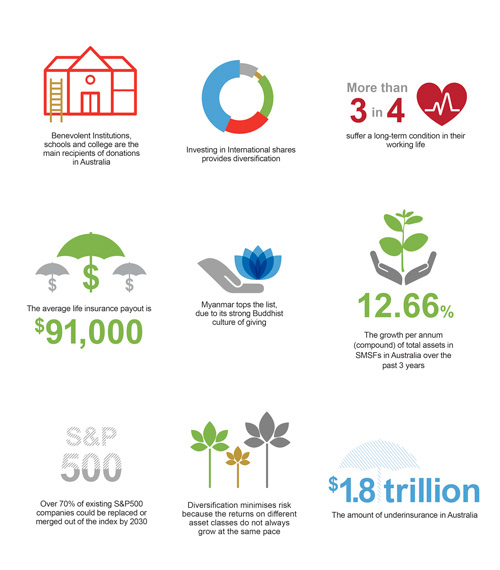 Benevolent Institutions,
schools and college are the
main recipients of donations
in Australia
Investing in International shares
provides diversification
More than
3 in 4
suffer a long-term condition in their
working life
$ $ $
The average life insurance payout is
$91,000
Myanmar tops the list,
due to its strong Buddhist
culture of giving
12.66%
The growth per annum
(compound) of total assets in
SMSFs in Australia over the
past 3 years
S&P
500
Over 70% of existing S&P500
companies could be replaced or
merged out of the index by 2030
Diversification minimises risk
because the returns on different
asset classes do not always
grow at the same pace
$1.8 trillion
The amount of underinsurance in Australia